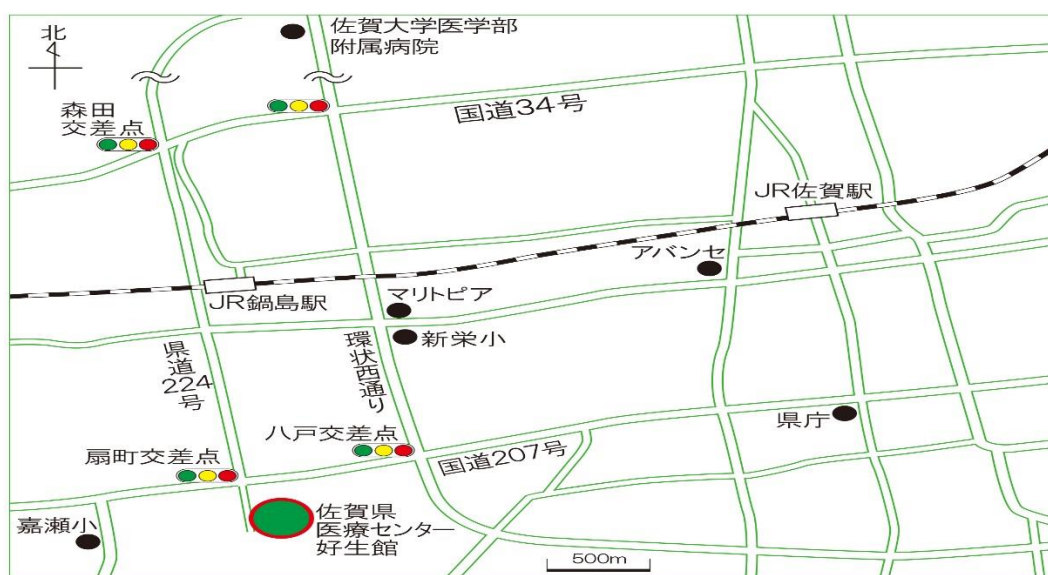 北
佐賀大学医学部
附属病院
森田
交差点
国道34号
JR佐賀駅
アバンセ
JR鍋島駅
マリトピア
新栄小
県道224号
環状西通り
県庁
八戸交差点
国道207号
扇町交差点
嘉瀬小
佐賀県
医療センター
好生館
500m